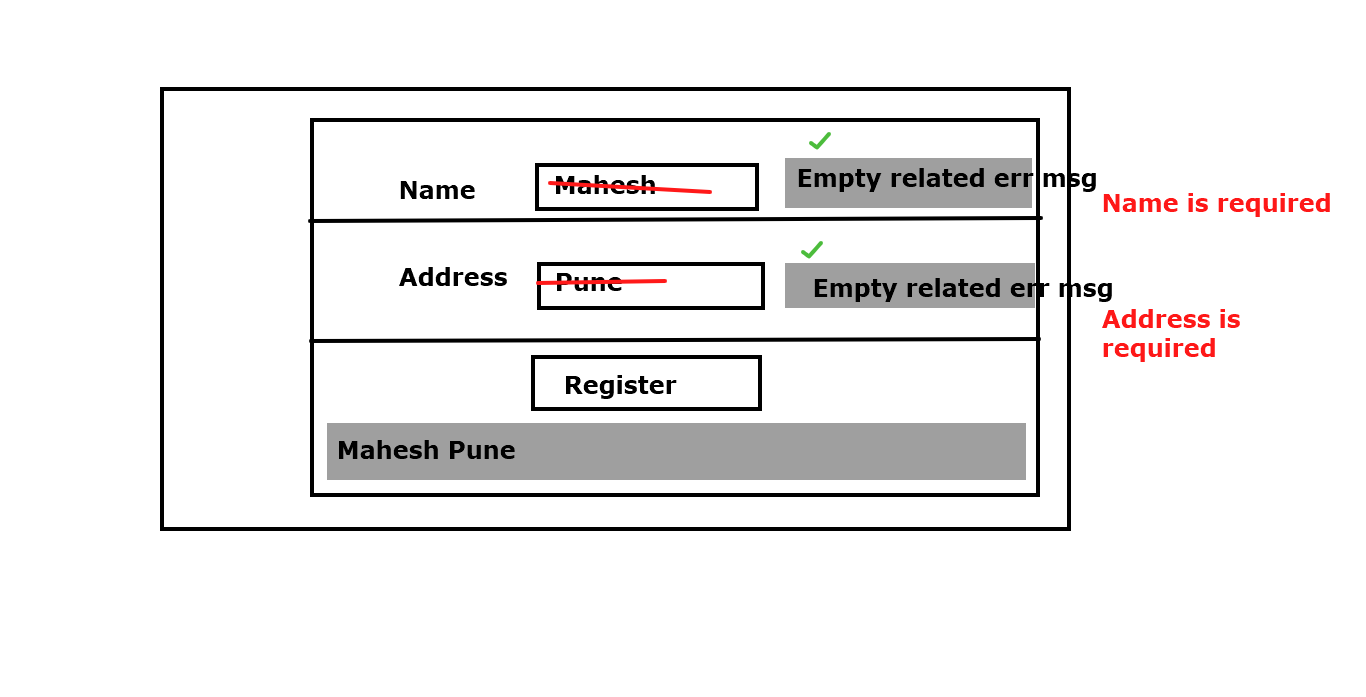 Name Mahesh Empty related err msg
Name is required
Address Pune Empty related err msg
Address is
required
Register
Mahesh Pune